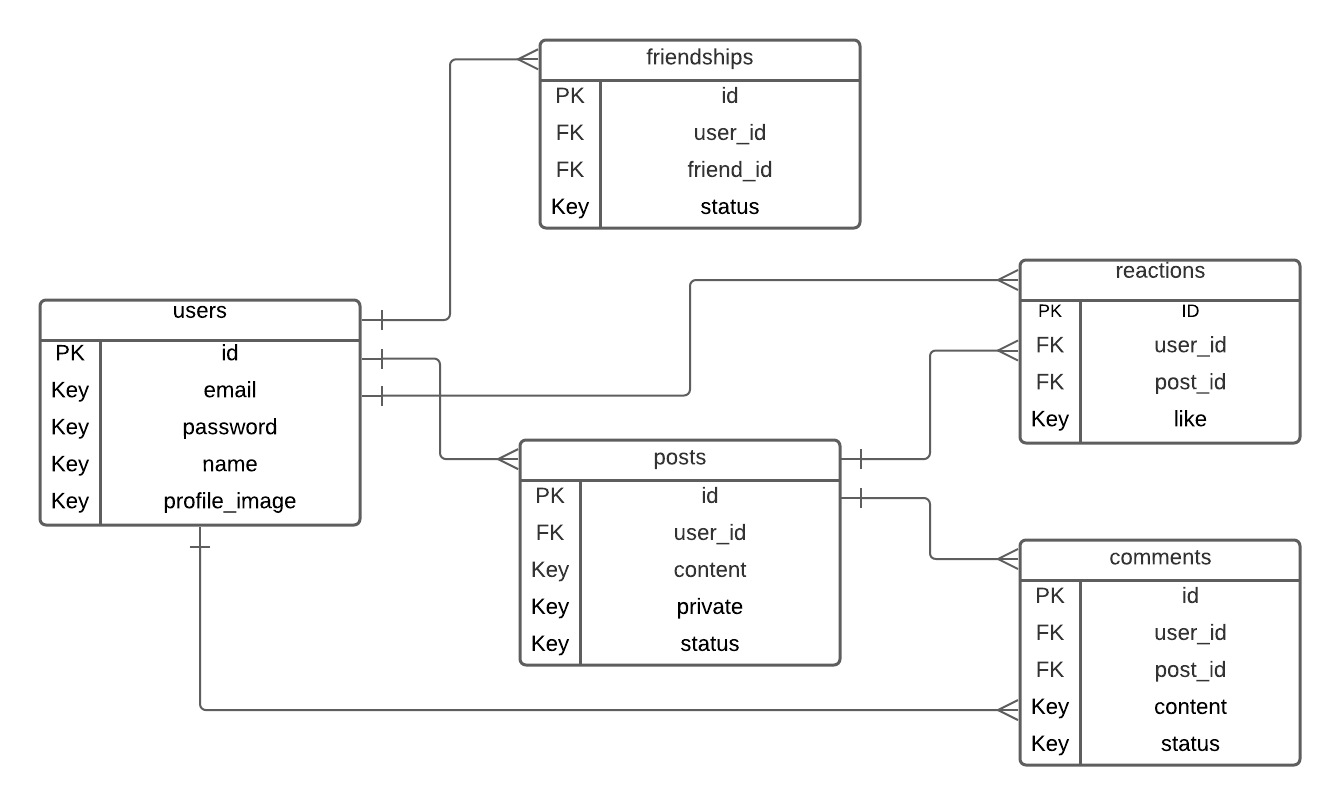 friendships
PK id
FK user_id
FK friend_id
Key status
reactions
PK ID
FK user_id
FK post_id
Key like
users
PK id
Key email
Key password
Key name
Key profile_image
posts
PK id
FK user_id
Key content
Key private
Key status
comments
PK id
FK user_id
FK post_id
Key content
Key status